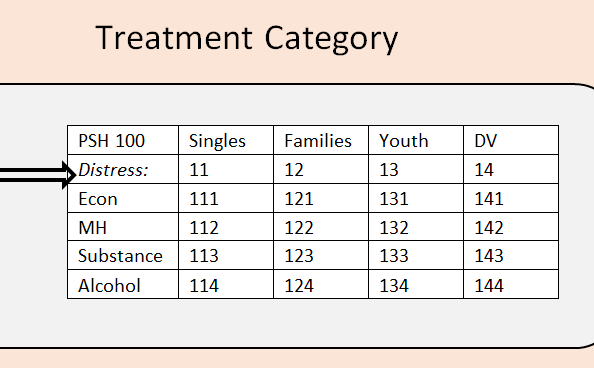 Treatment Category
PSH 100 Singles Families Youth DV
Distress: 11 12 13 14
Econ 111 121 131 141
MH 112 122 132 142
Substance 113 123 133 143
Alcohol 114 124 134 144